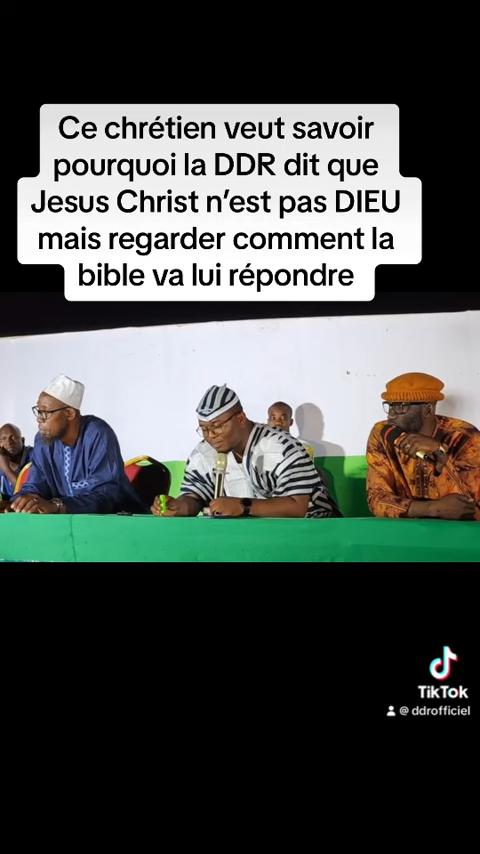 Ce chrétien veut savoir
pourquoi la DDR dit que
Jesus Christ n’est pas DIEU
mais regarder comment la
bible va lui répondre
TikTok
@ ddrofficiel